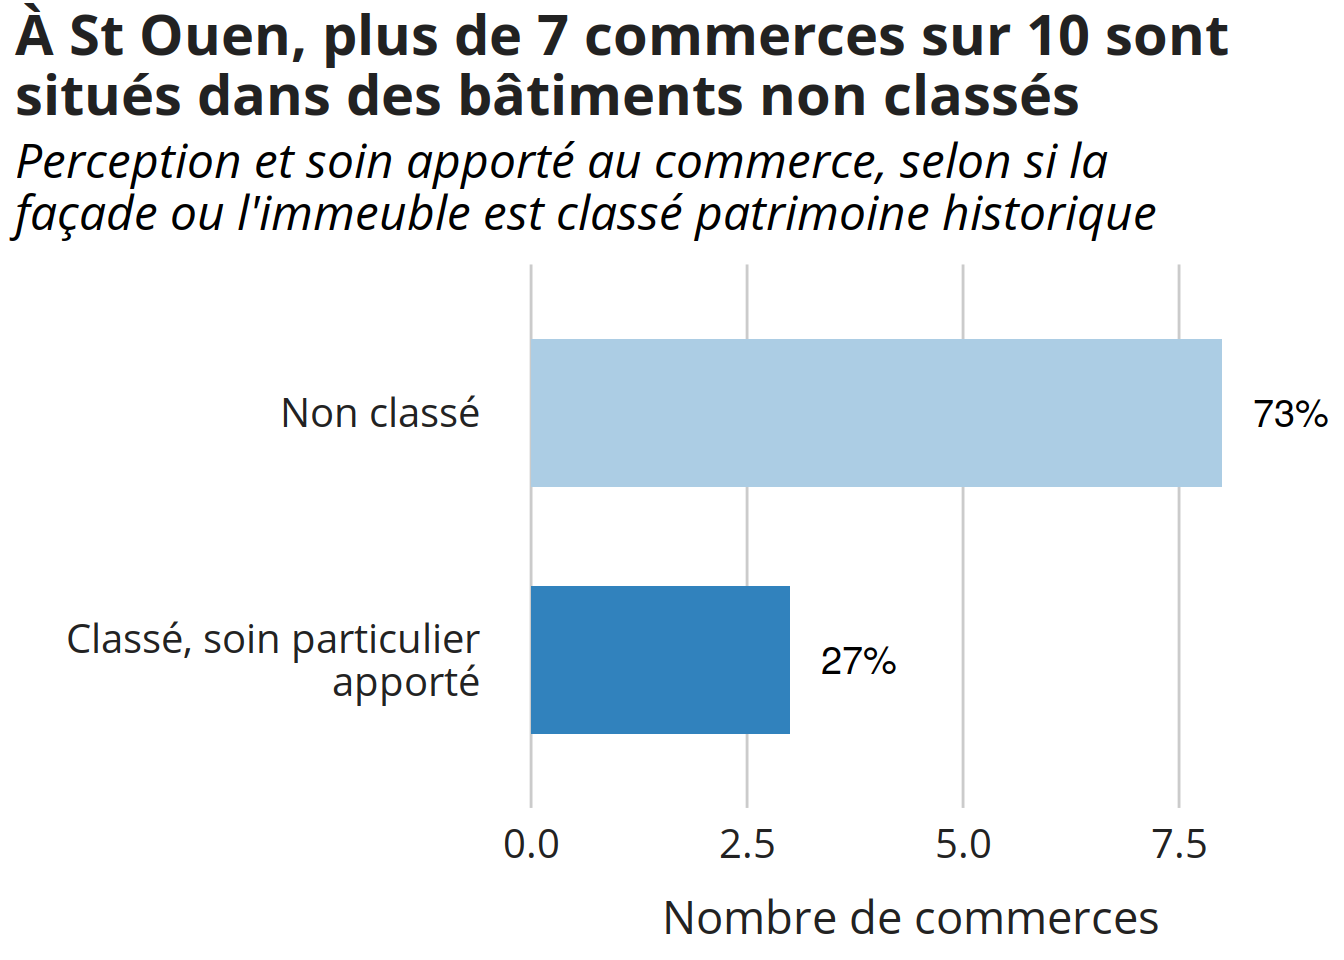 À St Ouen, plus de 7 commerces sur 10 sont
situés dans des bâtiments non classés
Perception et soin apporté au commerce, selon si la
façade ou l'immeuble est classé patrimoine historique
Non classé
73%
Classé, soin particulier
apporté
27%
0.0 2.5 5.0 7.5
Nombre de commerces